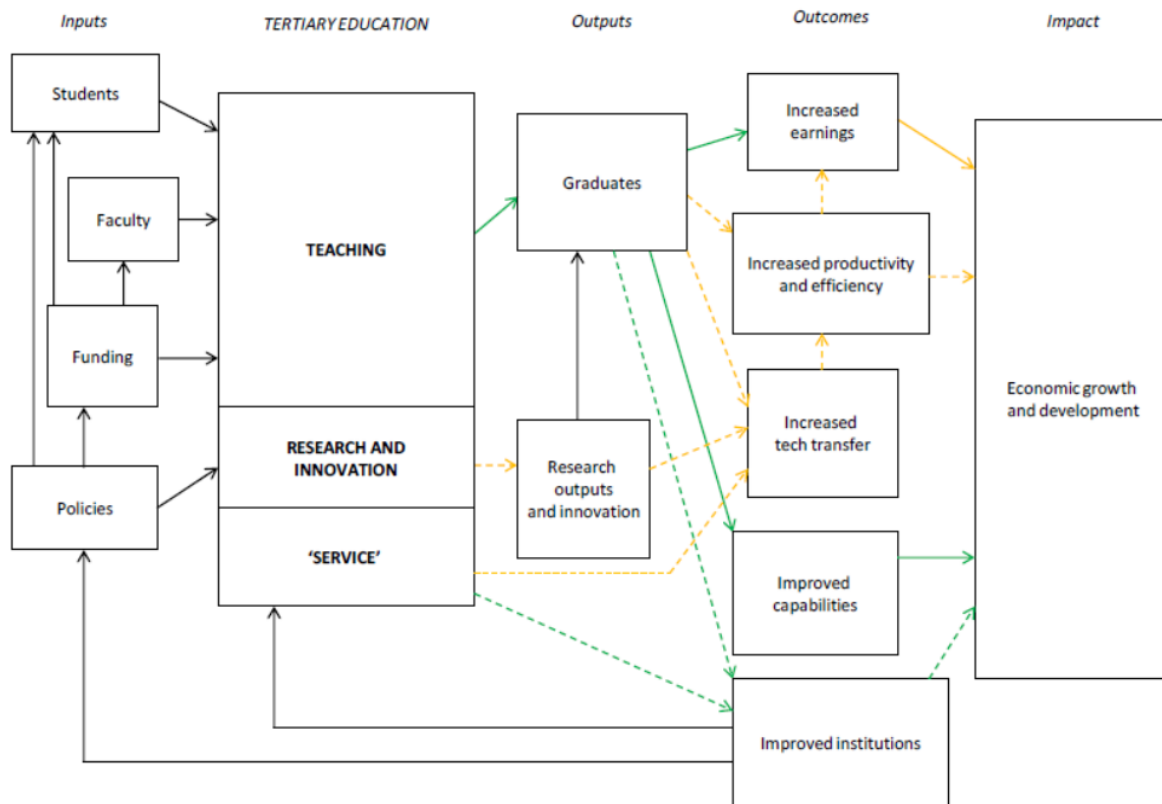 Inputs
TERTIARY EDUCATION
Outputs
Outcomes
Impact
Students
Faculty
Funding
Policies
TEACHING
RESEARCH AND
INNOVATION
‘SERVICE’
Graduates
Research
outputs
and innovation
Increased
earnings
Increased productivity
and efficiency
Increased
tech transfer
Improved
capabilities
Improved institutions
Economic growth
and development